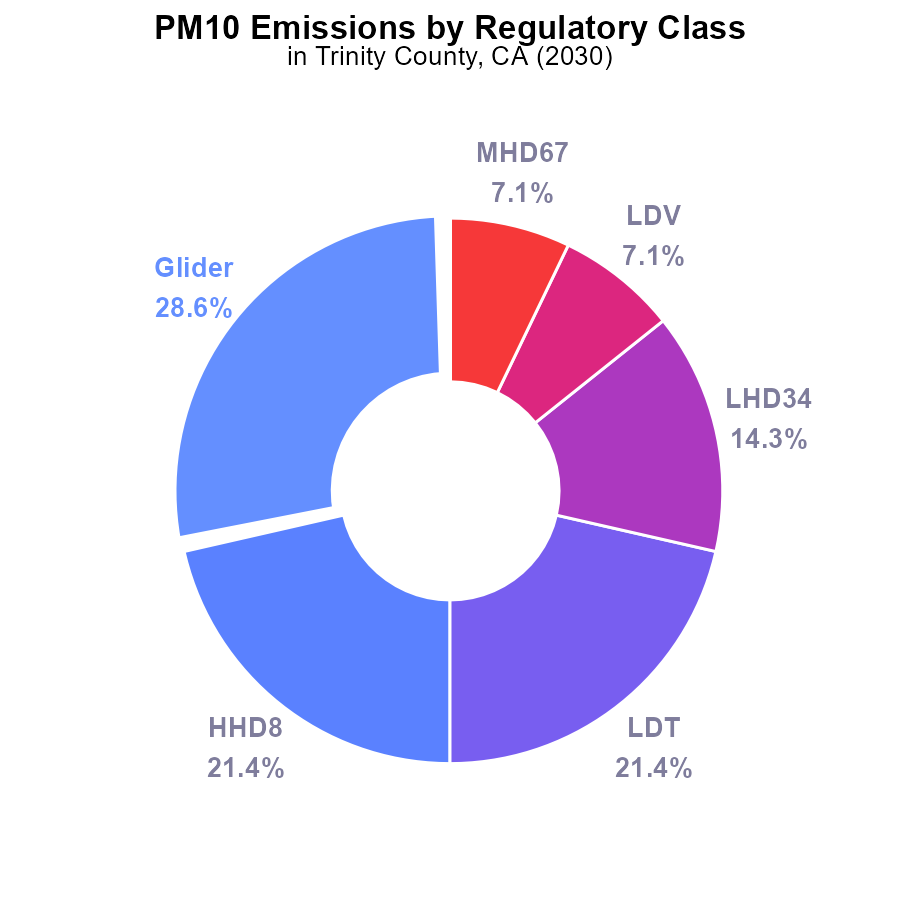 PM10 Emissions by Regulatory Class
in Trinity County, CA (2030)
MHD67
7.1%
LDV
7.1%
Glider
28.6%
LHD34
14.3%
HHD8
21.4%
LDT
21.4%